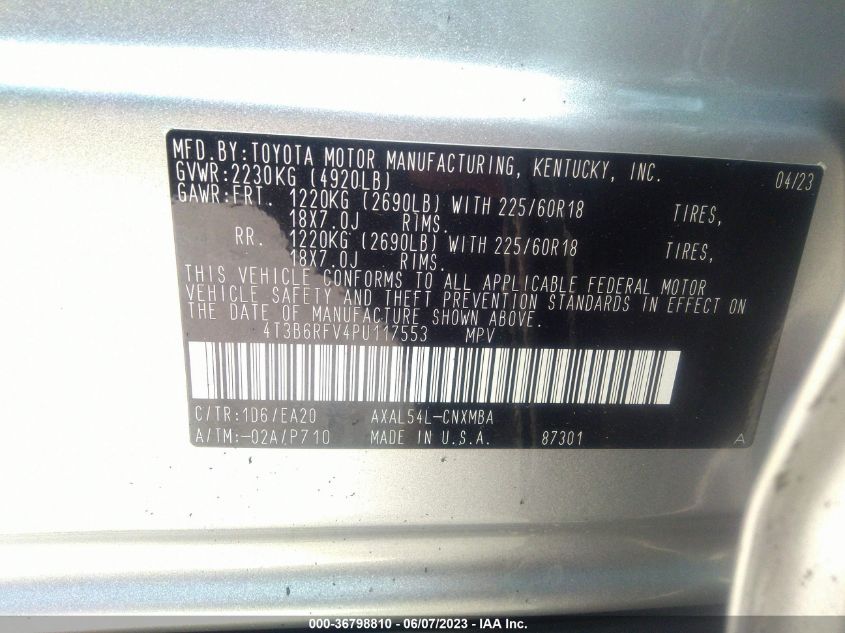 MFD.BY:TOYOTA MOTOR MANUFACTURING, KENTUCKY, INC. 04/23
GVWR:2230KG (4920LB)
GAWR:FRT. 1220KG (2690LB) WITH 225/60R18 TIRES,
18X7.0J RIMS.
RR. 1220KG (2690LB) WITH 225/60R18 TIRES,
18X7.0J RIMS.
THIS VEHICLE CONFORMS TO ALL APPLICABLE FEDERAL MOTOR
VEHICLE SAFETY AND THEFT PREVENTION STANDARDS IN EFFECT ON
THE DATE OF MANUFACTURE SHOWN ABOVE.
4T3B6RFV4PU117553 MPV
C/TR:1D6/EA20 AXAL54L-CNXMBA
A/TM:-02A/P710 MADE IN U.S.A. 87301 A
000-36798810 - 06/07/2023 - IAA Inc.